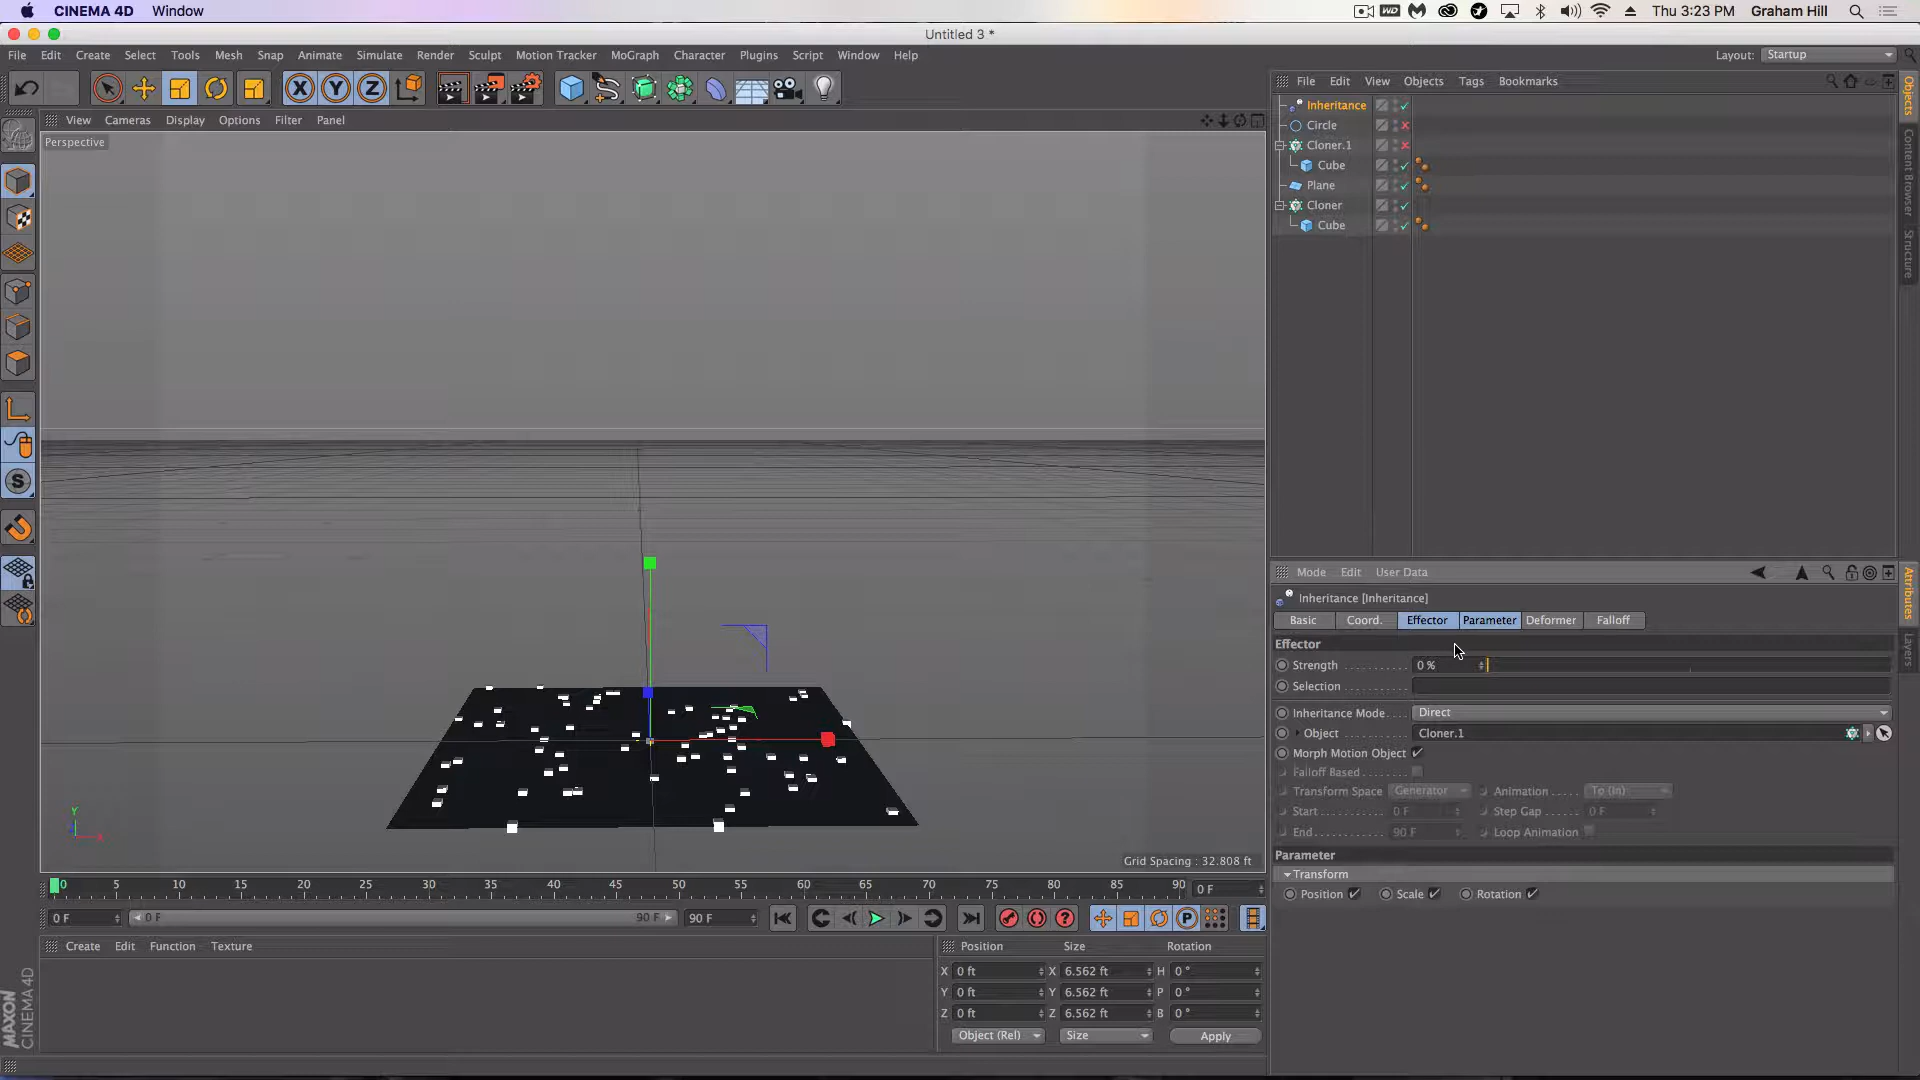 CINEMA 4D Window
Thu 3:23 PM Graham Hill
Untitled 3 *
File Edit Create Select Tools Mesh Snap Animate Simulate Render Sculpt Motion Tracker MoGraph Character Plugins Script Window Help
Layout: Startup
X Y Z
File Edit View Objects Tags Bookmarks
View Cameras Display Options Filter Panel
Perspective
Inheritance
Circle
Cloner.1
Cube
Plane
Cloner
Cube
Objects
Content Browser
Structure
S
Mode Edit User Data
Inheritance [Inheritance]
Basic Coord. Effector Parameter Deformer Falloff
Effector
Strength 0 %
Selection
Inheritance Mode Direct
Object Cloner.1
Morph Motion Object
Falloff Based
Transform Space Generator Animation To (In)
Start 0 F Step Gap 0 F
End 90 F Loop Animation
Parameter
Transform
Position Scale Rotation
Attributes
Layers
Y
Grid Spacing : 32.808 ft
0 5 10 15 20 25 30 35 40 45 50 55 60 65 70 75 80 85 90 0 F
0 F 0 F 90 F 90 F
P
Create Edit Function Texture
Position Size Rotation
X 0 ft X 6.562 ft H 0 °
Y 0 ft Y 6.562 ft P 0 °
Z 0 ft Z 6.562 ft B 0 °
Object (Rel) Size Apply
MAXON
CINEMA 4D